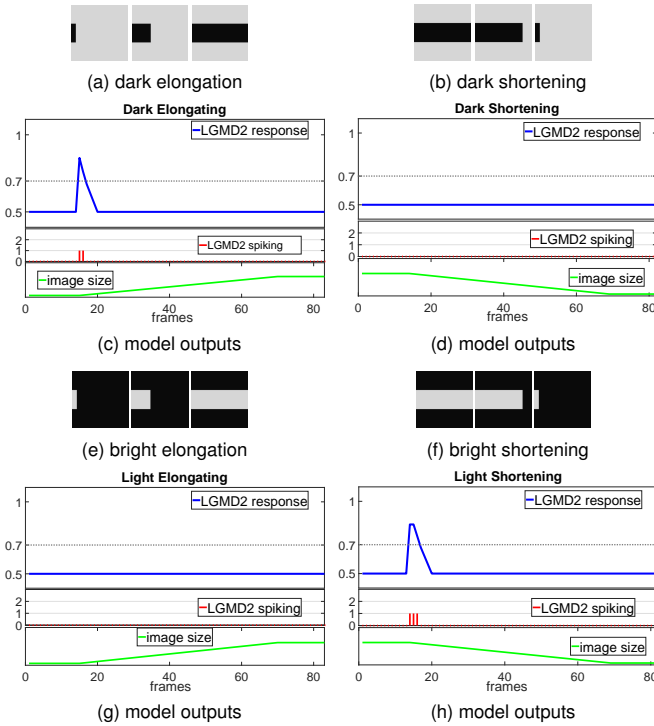 (a) dark elongation
(b) dark shortening
Dark Elongating
1
LGMD2 response
0.7
0.5
2
1
0
LGMD2 spiking
image size
0 20 40 60 80
frames
(c) model outputs
Dark Shortening
1
LGMD2 response
0.7
0.5
2
1
0
LGMD2 spiking
image size
0 20 40 60 80
frames
(d) model outputs
(e) bright elongation
(f) bright shortening
Light Elongating
1
LGMD2 response
0.7
0.5
2
1
0
LGMD2 spiking
image size
0 20 40 60 80
frames
(g) model outputs
Light Shortening
1
LGMD2 response
0.7
0.5
2
1
0
LGMD2 spiking
image size
0 20 40 60 80
frames
(h) model outputs